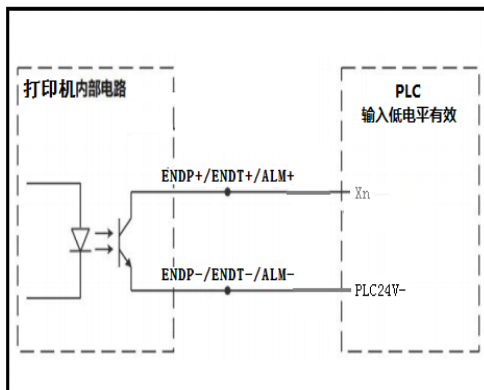 打印机内部电路
PLC
输入低电平有效
ENDP+/ENDT+/ALM+
Xn
ENDP-/ENDT-/ALM-
PLC24V-